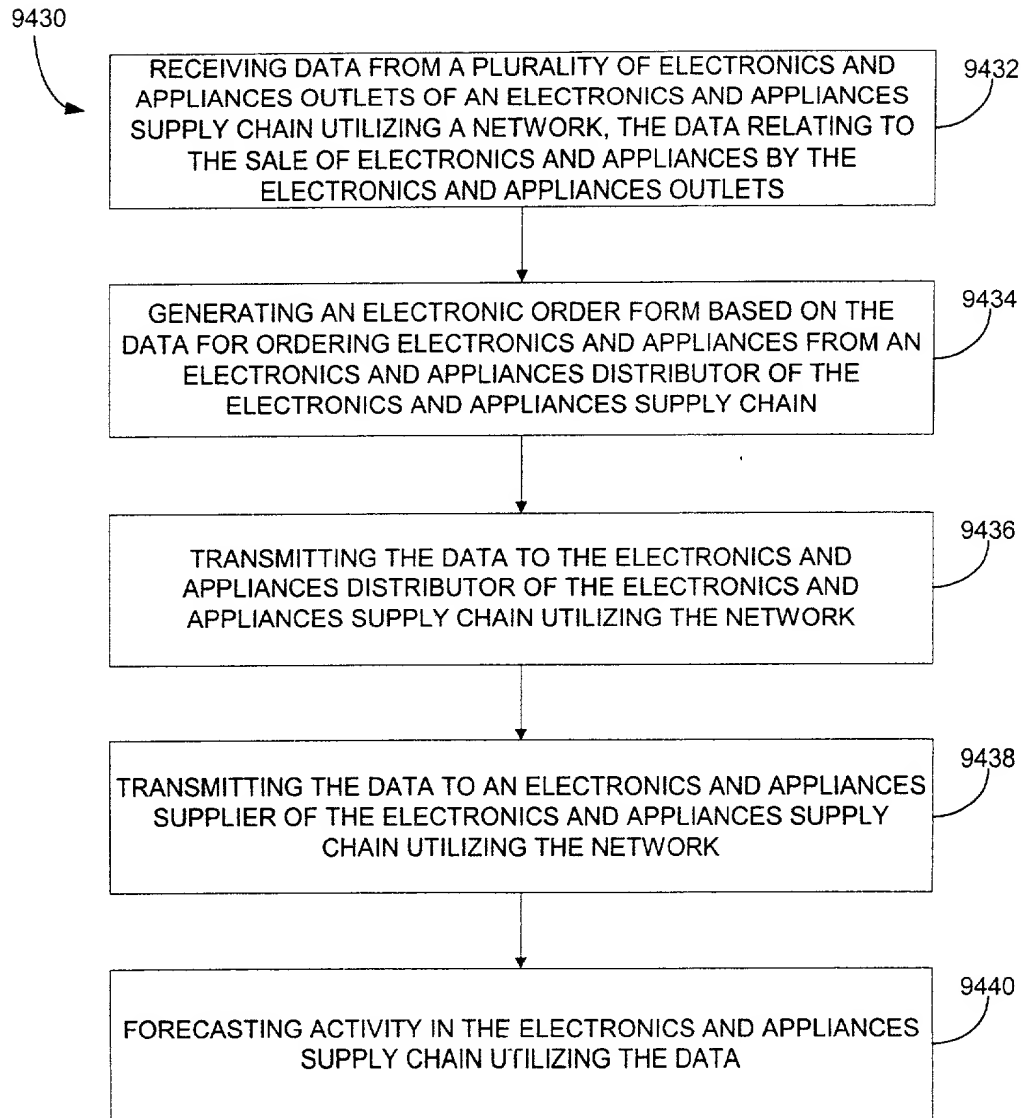 9430
RECEIVING DATA FROM A PLURALITY OF ELECTRONICS AND
APPLIANCES OUTLETS OF AN ELECTRONICS AND APPLIANCES
SUPPLY CHAIN UTILIZING A NETWORK, THE DATA RELATING TO
THE SALE OF ELECTRONICS AND APPLIANCES BY THE
ELECTRONICS AND APPLIANCES OUTLETS
9432
GENERATING AN ELECTRONIC ORDER FORM BASED ON THE
DATA FOR ORDERING ELECTRONICS AND APPLIANCES FROM AN
ELECTRONICS AND APPLIANCES DISTRIBUTOR OF THE
ELECTRONICS AND APPLIANCES SUPPLY CHAIN
9434
TRANSMITTING THE DATA TO THE ELECTRONICS AND
APPLIANCES DISTRIBUTOR OF THE ELECTRONICS AND
APPLIANCES SUPPLY CHAIN UTILIZING THE NETWORK
9436
TRANSMITTING THE DATA TO AN ELECTRONICS AND APPLIANCES
SUPPLIER OF THE ELECTRONICS AND APPLIANCES SUPPLY
CHAIN UTILIZING THE NETWORK
9438
FORECASTING ACTIVITY IN THE ELECTRONICS AND APPLIANCES
SUPPLY CHAIN UTILIZING THE DATA
9440